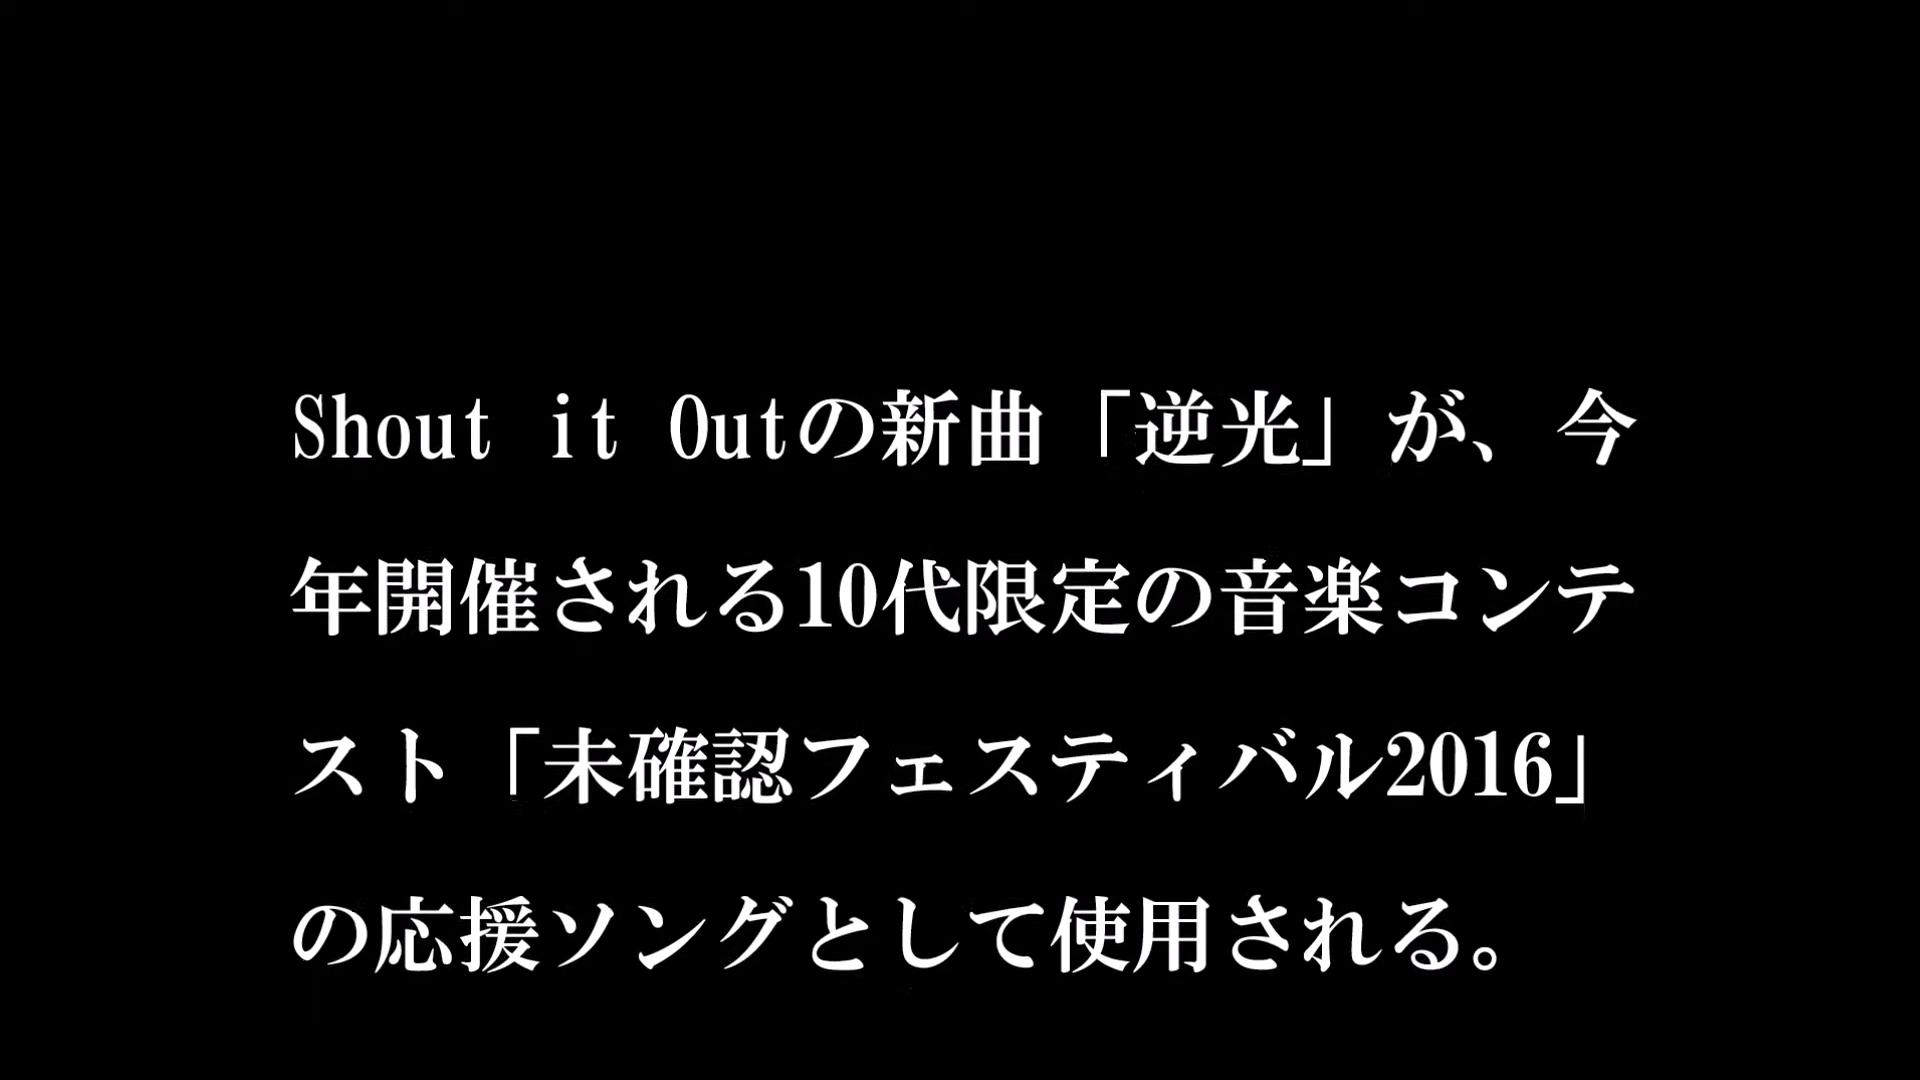 Shout it Outの新曲「逆光」が、今
年開催される10代限定の音楽コンテ
スト「未確認フェスティバル2016」
の応援ソングとして使用される。